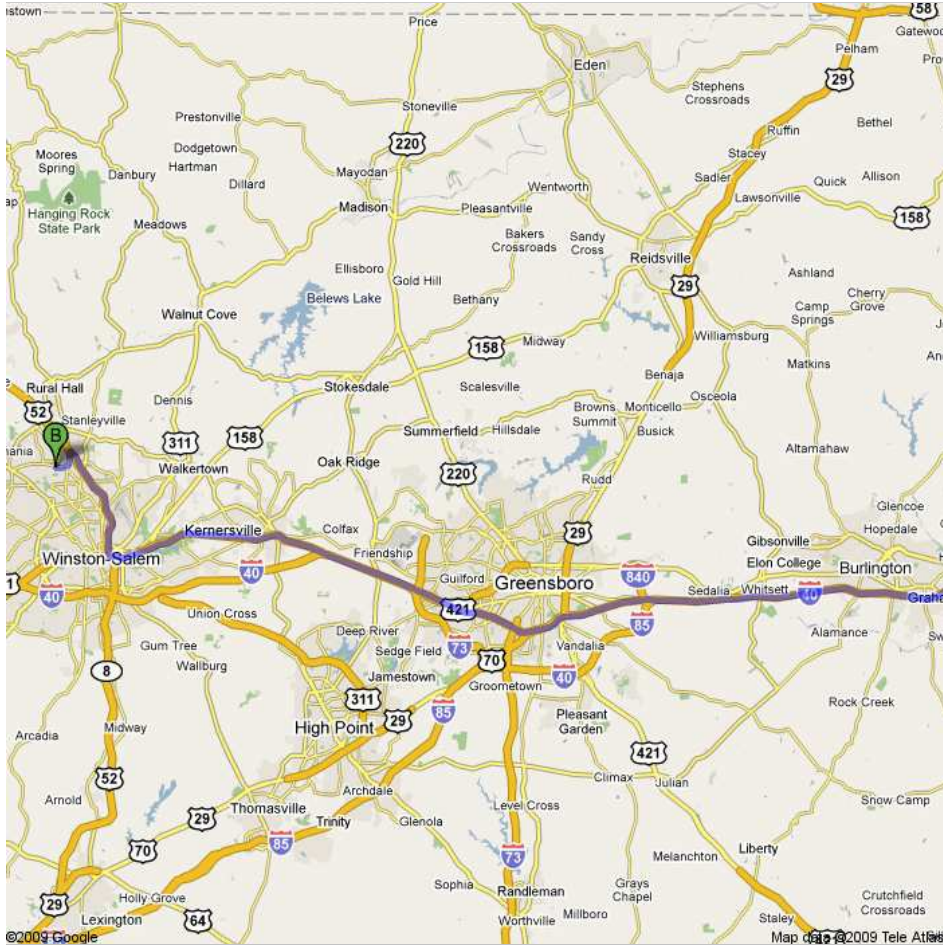 nstown
Price
58
Gatewoo
Pelham
Eden
29
Stephens
Crossroads
Stoneville
Prestonville
Ruffin
Bethel
220
Dodgetown
Stacey
Moores
Spring
Hartman
Danbury
Mayodan
Sadler
Quick
Allison
Dillard
Wentworth
Lawsonville
Hanging Rock
State Park
Madison
Pleasantville
158
Meadows
Bakers
Crossroads
Sandy
Cross
Reidsville
Ellisboro
Gold Hill
Ashland
29
Belews Lake
Bethany
Cherry
Grove
Camp
Springs
Walnut Cove
Williamsburg
158
Midway
Matkins
Benaja
Rural Hall
Stokesdale
Scalesville
Osceola
52
Dennis
Browns
Summit
Monticello
Stanleyville
Summerfield
Hillsdale
Busick
B
311
158
Altamahaw
Walkertown
Oak Ridge
220
Rudd
Glencoe
Kernersville
Colfax
29
Hopedale
Gibsonville
Winston-Salem
Friendship
Elon College
Burlington
40
Guilford
Greensboro
840
40
Sedalia
Whitsett
40
Graha
421
Union Cross
85
Deep River
Alamance
Gum Tree
Sedge Field
73
Vandalia
Wallburg
70
8
Jamestown
Groometown
40
311
Rock Creek
85
29
Pleasant
Garden
High Point
Midway
Arcadia
421
52
Climax
Julian
Archdale
Arnold
Thomasville
Level Cross
Snow Camp
29
Trinity
Glenola
85
70
73
Melanchton
Liberty
Sophia
Randleman
Grays
Chapel
Holly Grove
Crutchfield
Crossroads
29
Lexington
64
Worthville
Millboro
Staley
©2009 Google
Map data ©2009 Tele Atlas